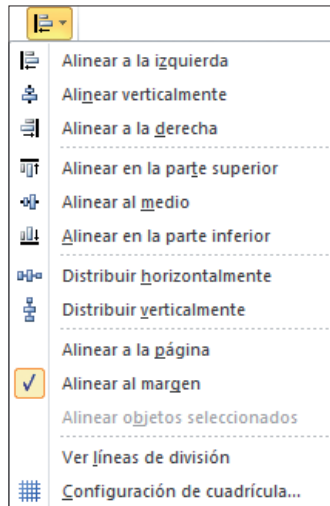 Alinear a la izquierda
Alinear verticalmente
Alinear a la derecha
Alinear en la parte superior
Alinear al medio
Alinear en la parte inferior
Distribuir horizontalmente
Distribuir verticalmente
Alinear a la página
Alinear al margen
Alinear objetos seleccionados
Ver líneas de división
Configuración de cuadrícula...